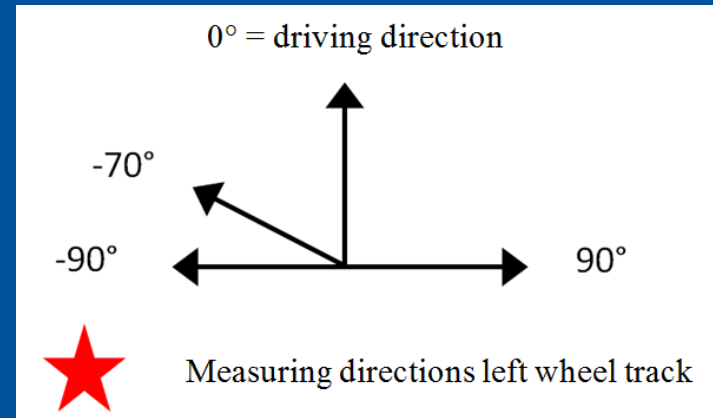 0° = driving direction
-70°
-90°
90°
Measuring directions left wheel track